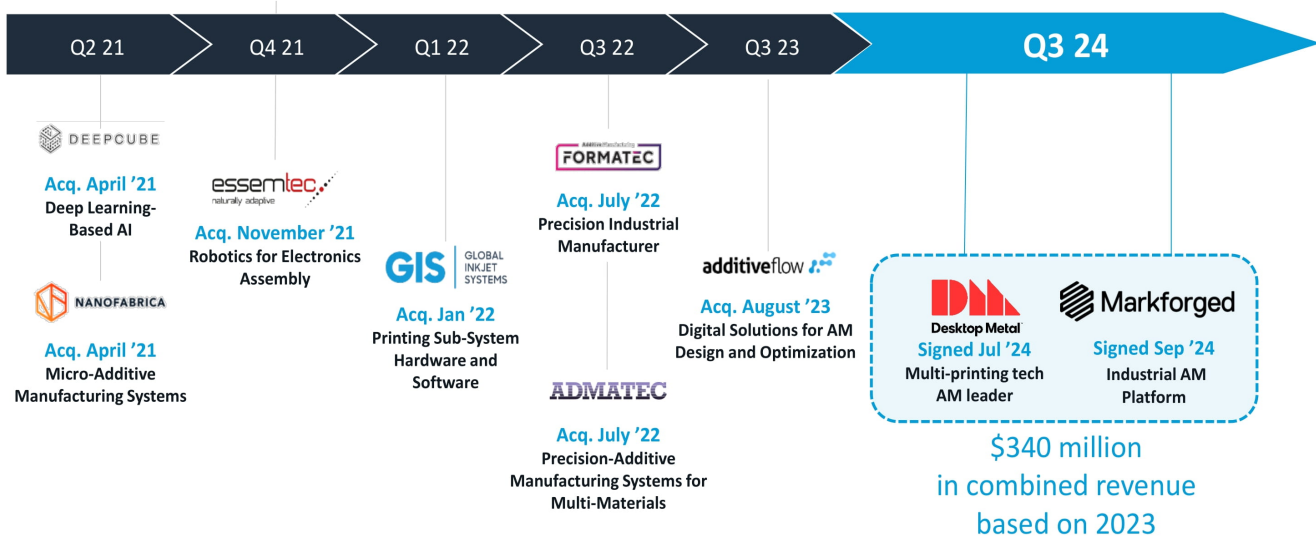 Q2 21
Q4 21
Q1 22
Q3 22
Q3 23
Q3 24
DEEPCUBE
Acq. April ’21
Deep Learning-
Based AI
NANOFABRICA
Acq. April ’21
Micro-Additive
Manufacturing Systems
essemtec
naturally adaptive
Acq. November ’21
Robotics for Electronics
Assembly
GIS
GLOBAL
INKJET
SYSTEMS
Acq. Jan ’22
Printing Sub-System
Hardware and
Software
Additive Manufacturing
FORMATEC
Acq. July ’22
Precision Industrial
Manufacturer
ADMATEC
Acq. July ’22
Precision-Additive
Manufacturing Systems for
Multi-Materials
additiveflow
Acq. August ’23
Digital Solutions for AM
Design and Optimization
DM
Desktop Metal
Signed Jul ’24
Multi-printing tech
AM leader
Markforged
Signed Sep ’24
Industrial AM
Platform
$340 million
in combined revenue
based on 2023